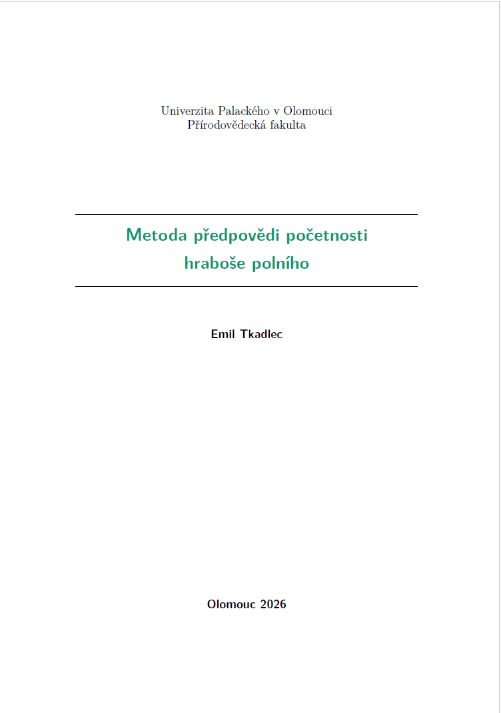 Univerzita Palackého v Olomouci
Přírodovědecká fakulta
Metoda předpovědi početnosti
hraboše polního
Emil Tkadlec
Olomouc 2026